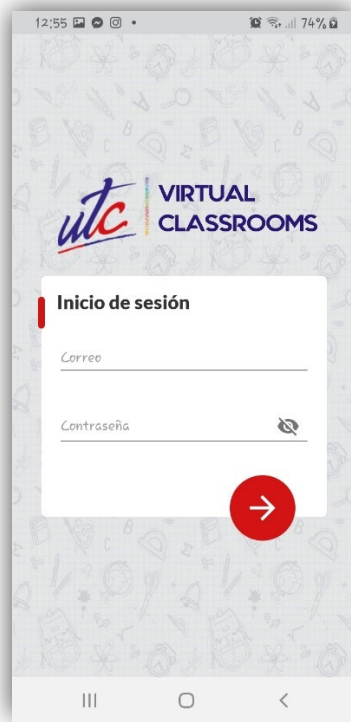 12:55 74%
utc
VIRTUAL
CLASSROOMS
Inicio de sesión
Correo
Contraseña